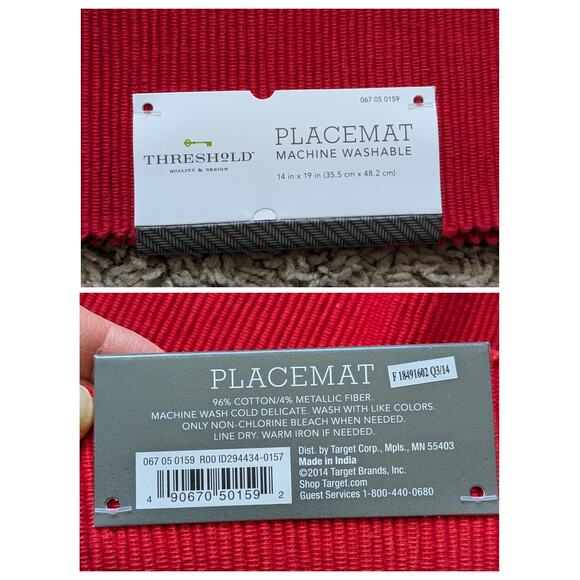 067 05 0159
THRESHOLD™
QUALITY & DESIGN
PLACEMAT
MACHINE WASHABLE
14 in x 19 in (35.5 cm x 48.2 cm)
PLACEMAT
F 18491602 Q3/14
96% COTTON/4% METALLIC FIBER.
MACHINE WASH COLD DELICATE. WASH WITH LIKE COLORS.
ONLY NON-CHLORINE BLEACH WHEN NEEDED.
LINE DRY. WARM IRON IF NEEDED.
067 05 0159 R00 ID294434-0157
4 90670 50159 2
Dist. by Target Corp., Mpls., MN 55403
Made in India
©2014 Target Brands, Inc.
Shop Target.com
Guest Services 1-800-440-0680